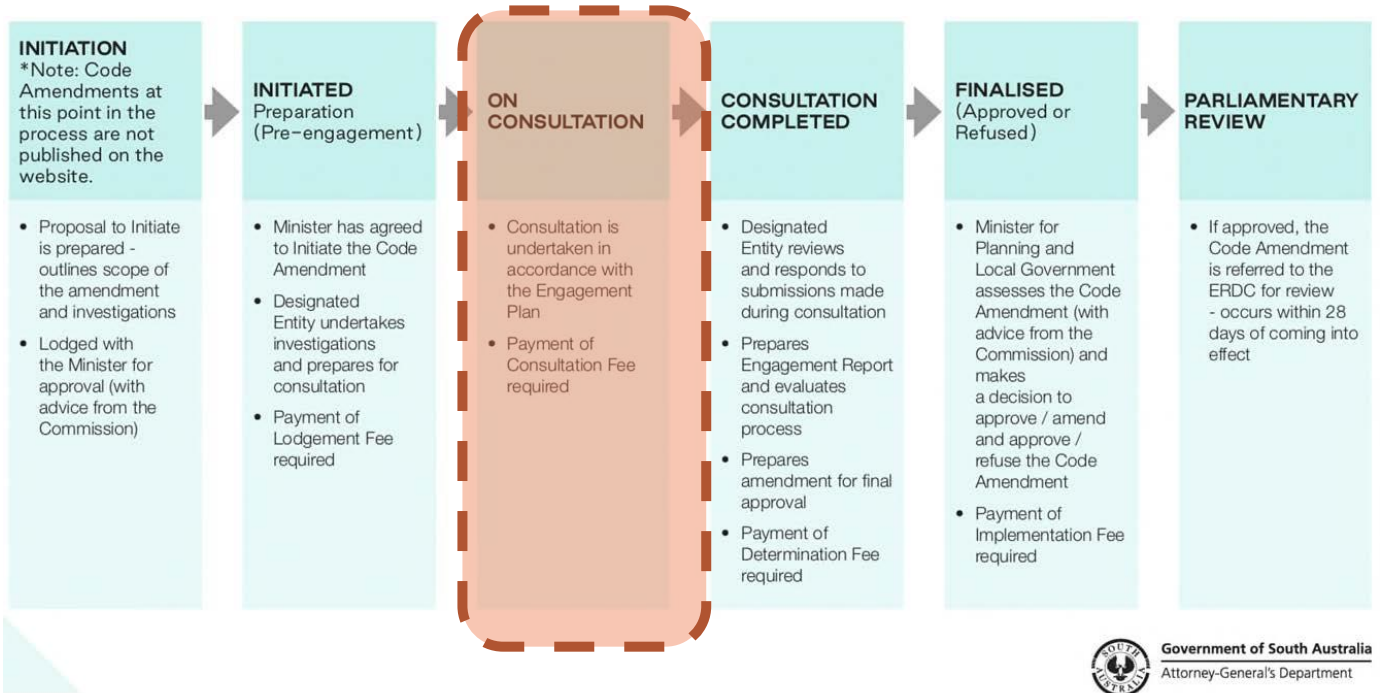 INITIATION
*Note: Code
Amendments at
this point in the
process are not
published on the
website.
• Proposal to Initiate
is prepared -
outlines scope of
the amendment
and investigations
• Lodged with
the Minister for
approval (with
advice from the
Commission)
INITIATED
Preparation
(Pre-engagement)
• Minister has agreed
to Initiate the Code
Amendment
• Designated
Entity undertakes
investigations
and prepares for
consultation
• Payment of
Lodgement Fee
required
ON
CONSULTATION
• Consultation is
undertaken in
accordance with
the Engagement
Plan
• Payment of
Consultation Fee
required
CONSULTATION
COMPLETED
• Designated
Entity reviews
and responds to
submissions made
during consultation
• Prepares
Engagement Report
and evaluates
consultation
process
• Prepares
amendment for final
approval
• Payment of
Determination Fee
required
FINALISED
(Approved or
Refused)
• Minister for
Planning and
Local Government
assesses the Code
Amendment (with
advice from the
Commission) and
makes
a decision to
approve / amend
and approve /
refuse the Code
Amendment
• Payment of
Implementation Fee
required
PARLIAMENTARY
REVIEW
• If approved, the
Code Amendment
is referred to the
ERDC for review
- occurs within 28
days of coming into
effect
SOUTH
AUSTRALIA
Government of South Australia
Attorney-General's Department